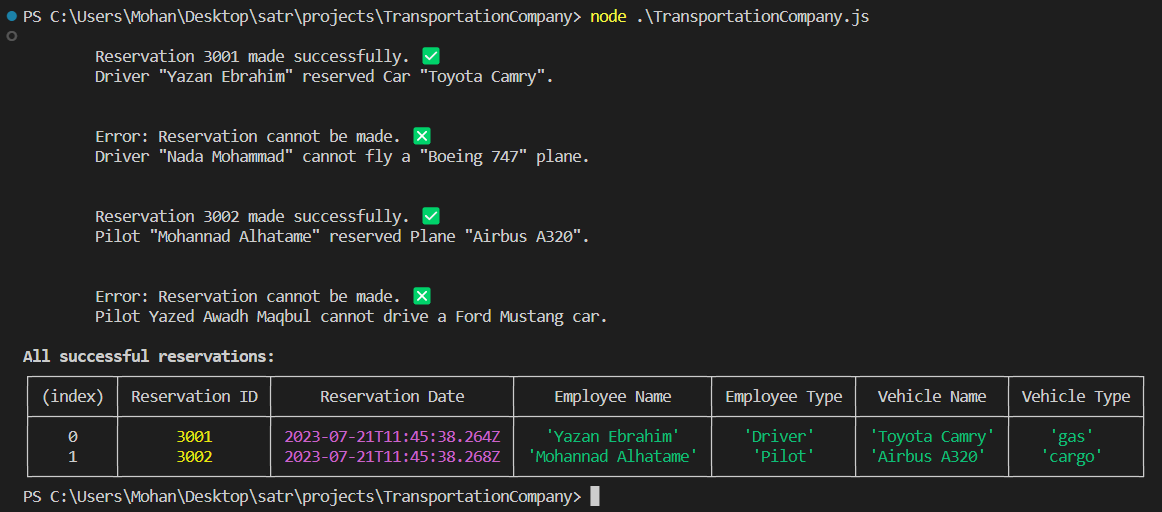 PS C:\Users\Mohan\Desktop\satr\projects\TransportationCompany> node .\TransportationCompany.js
Reservation 3001 made successfully. ✅
Driver "Yazan Ebrahim" reserved Car "Toyota Camry".
Error: Reservation cannot be made. ❎
Driver "Nada Mohammad" cannot fly a "Boeing 747" plane.
Reservation 3002 made successfully. ✅
Pilot "Mohannad Alhatame" reserved Plane "Airbus A320".
Error: Reservation cannot be made. ❎
Pilot Yazed Awadh Maqbul cannot drive a Ford Mustang car.
All successful reservations:
(index) Reservation ID Reservation Date Employee Name Employee Type Vehicle Name Vehicle Type
0 3001 2023-07-21T11:45:38.264Z 'Yazan Ebrahim' 'Driver' 'Toyota Camry' 'gas'
1 3002 2023-07-21T11:45:38.268Z 'Mohannad Alhatame' 'Pilot' 'Airbus A320' 'cargo'
PS C:\Users\Mohan\Desktop\satr\projects\TransportationCompany>